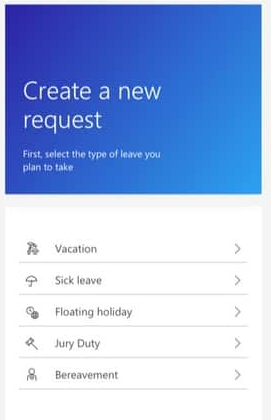 Create a new
request
First, select the type of leave you
plan to take
Vacation
Sick leave
Floating holiday
Jury Duty
Bereavement